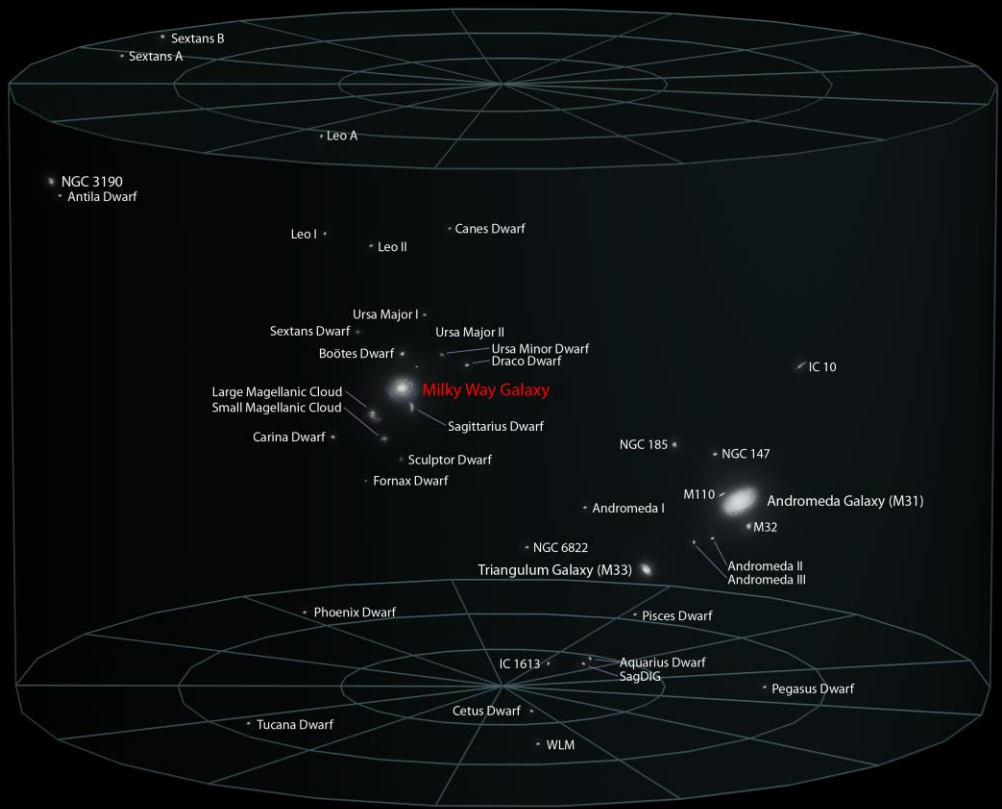 Sextans B
Sextans A
Leo A
NGC 3190
Antila Dwarf
Leo I
Canes Dwarf
Leo II
Ursa Major I
Sextans Dwarf
Ursa Major II
Boötes Dwarf
Ursa Minor Dwarf
Draco Dwarf
IC 10
Large Magellanic Cloud
Milky Way Galaxy
Small Magellanic Cloud
Sagittarius Dwarf
Carina Dwarf
NGC 185
NGC 147
Sculptor Dwarf
Fornax Dwarf
M110
Andromeda Galaxy (M31)
Andromeda I
M32
NGC 6822
Triangulum Galaxy (M33)
Andromeda II
Andromeda III
Phoenix Dwarf
Pisces Dwarf
IC 1613
Aquarius Dwarf
SagDIG
Pegasus Dwarf
Cetus Dwarf
Tucana Dwarf
WLM